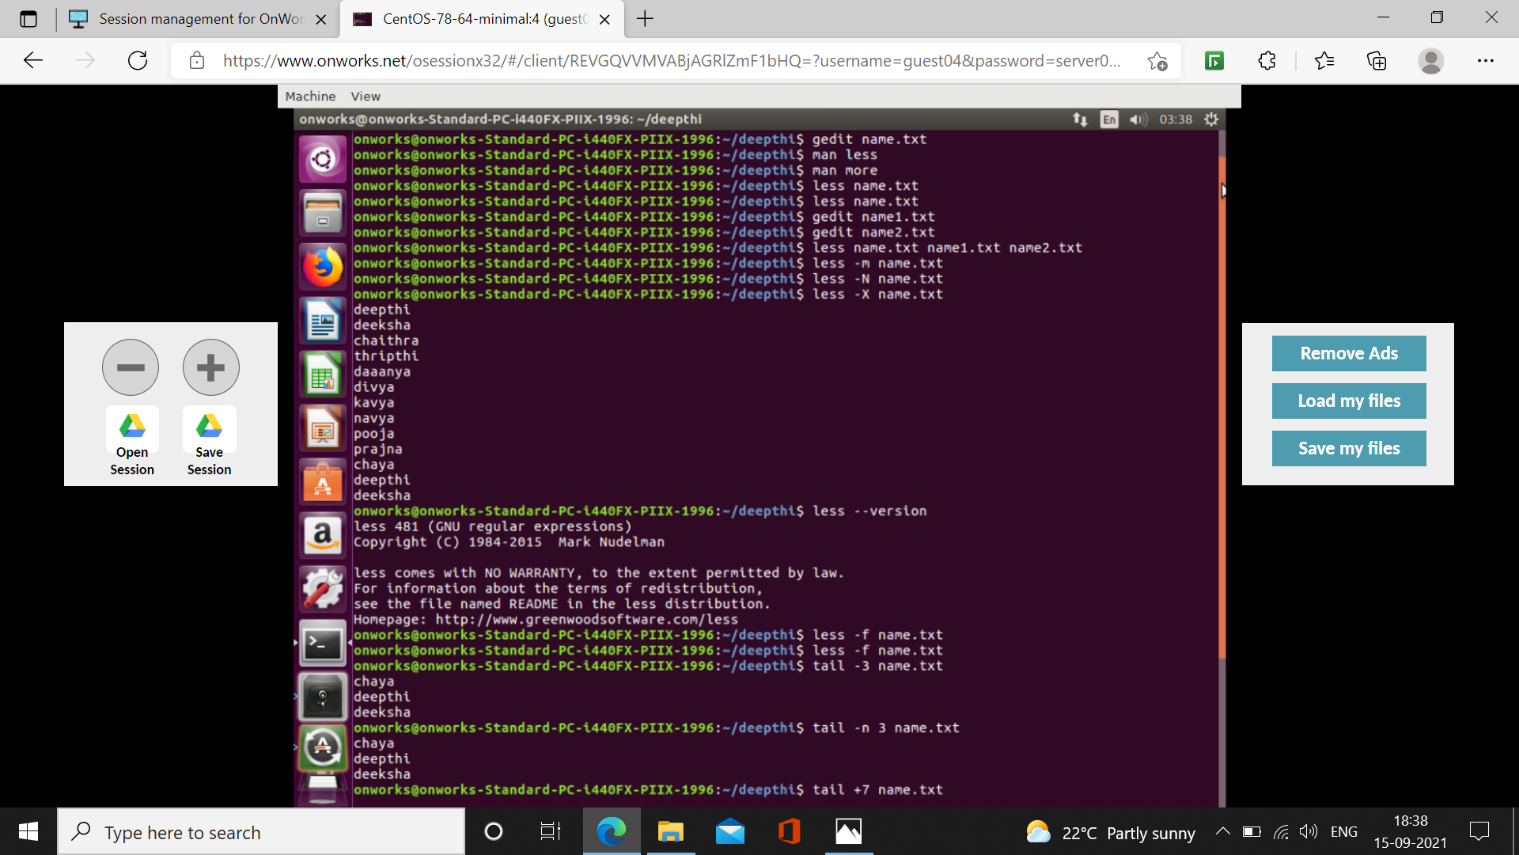 Session management for OnWor
CentOS-78-64-minimal:4 (guest0
https://www.onworks.net/osessionx32/#/client/REVGQVVMVABjAGRlZmF1bHQ=?username=guest04&password=server0...
Machine View
onworks@onworks-Standard-PC-i440FX-PIIX-1996: ~/deepthi
En
03:38
onworks@onworks-Standard-PC-i440FX-PIIX-1996:~/deepthi$ gedit name.txt
onworks@onworks-Standard-PC-i440FX-PIIX-1996:~/deepthi$ man less
onworks@onworks-Standard-PC-i440FX-PIIX-1996:~/deepthi$ man more
onworks@onworks-Standard-PC-i440FX-PIIX-1996:~/deepthi$ less name.txt
onworks@onworks-Standard-PC-i440FX-PIIX-1996:~/deepthi$ less name.txt
onworks@onworks-Standard-PC-i440FX-PIIX-1996:~/deepthi$ gedit name1.txt
onworks@onworks-Standard-PC-i440FX-PIIX-1996:~/deepthi$ gedit name2.txt
onworks@onworks-Standard-PC-i440FX-PIIX-1996:~/deepthi$ less name.txt name1.txt name2.txt
onworks@onworks-Standard-PC-i440FX-PIIX-1996:~/deepthi$ less -m name.txt
onworks@onworks-Standard-PC-i440FX-PIIX-1996:~/deepthi$ less -N name.txt
onworks@onworks-Standard-PC-i440FX-PIIX-1996:~/deepthi$ less -X name.txt
deepthi
deeksha
chaithra
thripthi
daaanya
divya
kavya
navya
pooja
prajna
chaya
deepthi
deeksha
onworks@onworks-Standard-PC-i440FX-PIIX-1996:~/deepthi$ less --version
less 481 (GNU regular expressions)
Copyright (C) 1984-2015  Mark Nudelman
less comes with NO WARRANTY, to the extent permitted by law.
For information about the terms of redistribution,
see the file named README in the less distribution.
Homepage: http://www.greenwoodsoftware.com/less
onworks@onworks-Standard-PC-i440FX-PIIX-1996:~/deepthi$ less -f name.txt
onworks@onworks-Standard-PC-i440FX-PIIX-1996:~/deepthi$ less -f name.txt
onworks@onworks-Standard-PC-i440FX-PIIX-1996:~/deepthi$ tail -3 name.txt
chaya
deepthi
deeksha
onworks@onworks-Standard-PC-i440FX-PIIX-1996:~/deepthi$ tail -n 3 name.txt
chaya
deepthi
deeksha
onworks@onworks-Standard-PC-i440FX-PIIX-1996:~/deepthi$ tail +7 name.txt
Open
Session
Save
Session
Remove Ads
Load my files
Save my files
Type here to search
22°C Partly sunny
ENG
18:38
15-09-2021